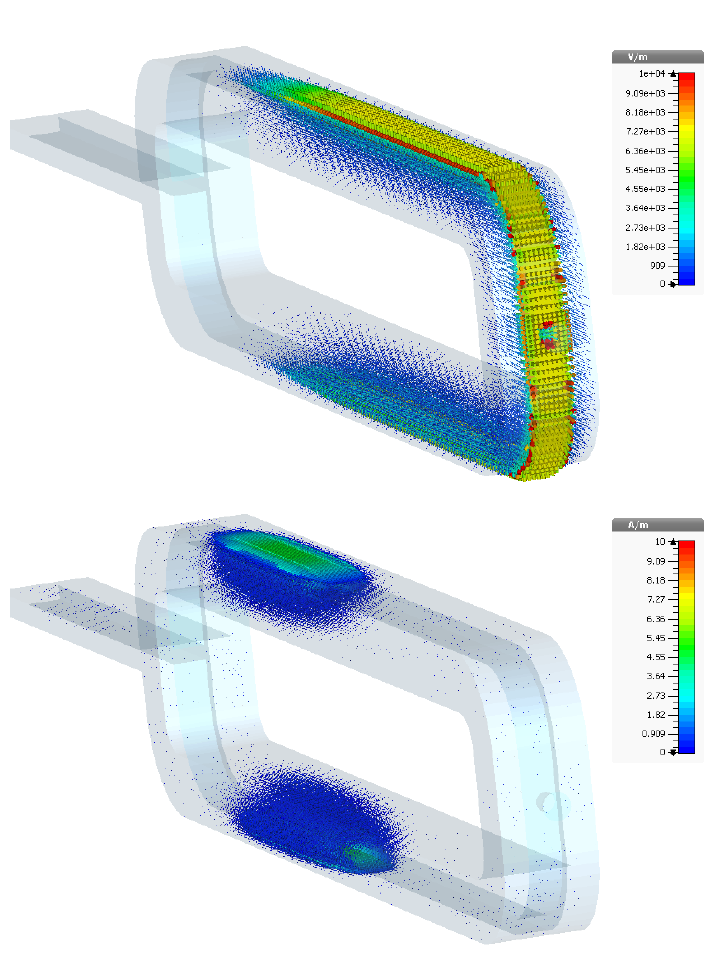 V/m
1e+04
9.09e+03
8.18e+03
7.27e+03
6.36e+03
5.45e+03
4.55e+03
3.64e+03
2.73e+03
1.82e+03
909
0
A/m
10
9.09
8.18
7.27
6.36
5.45
4.55
3.64
2.73
1.82
0.909
0